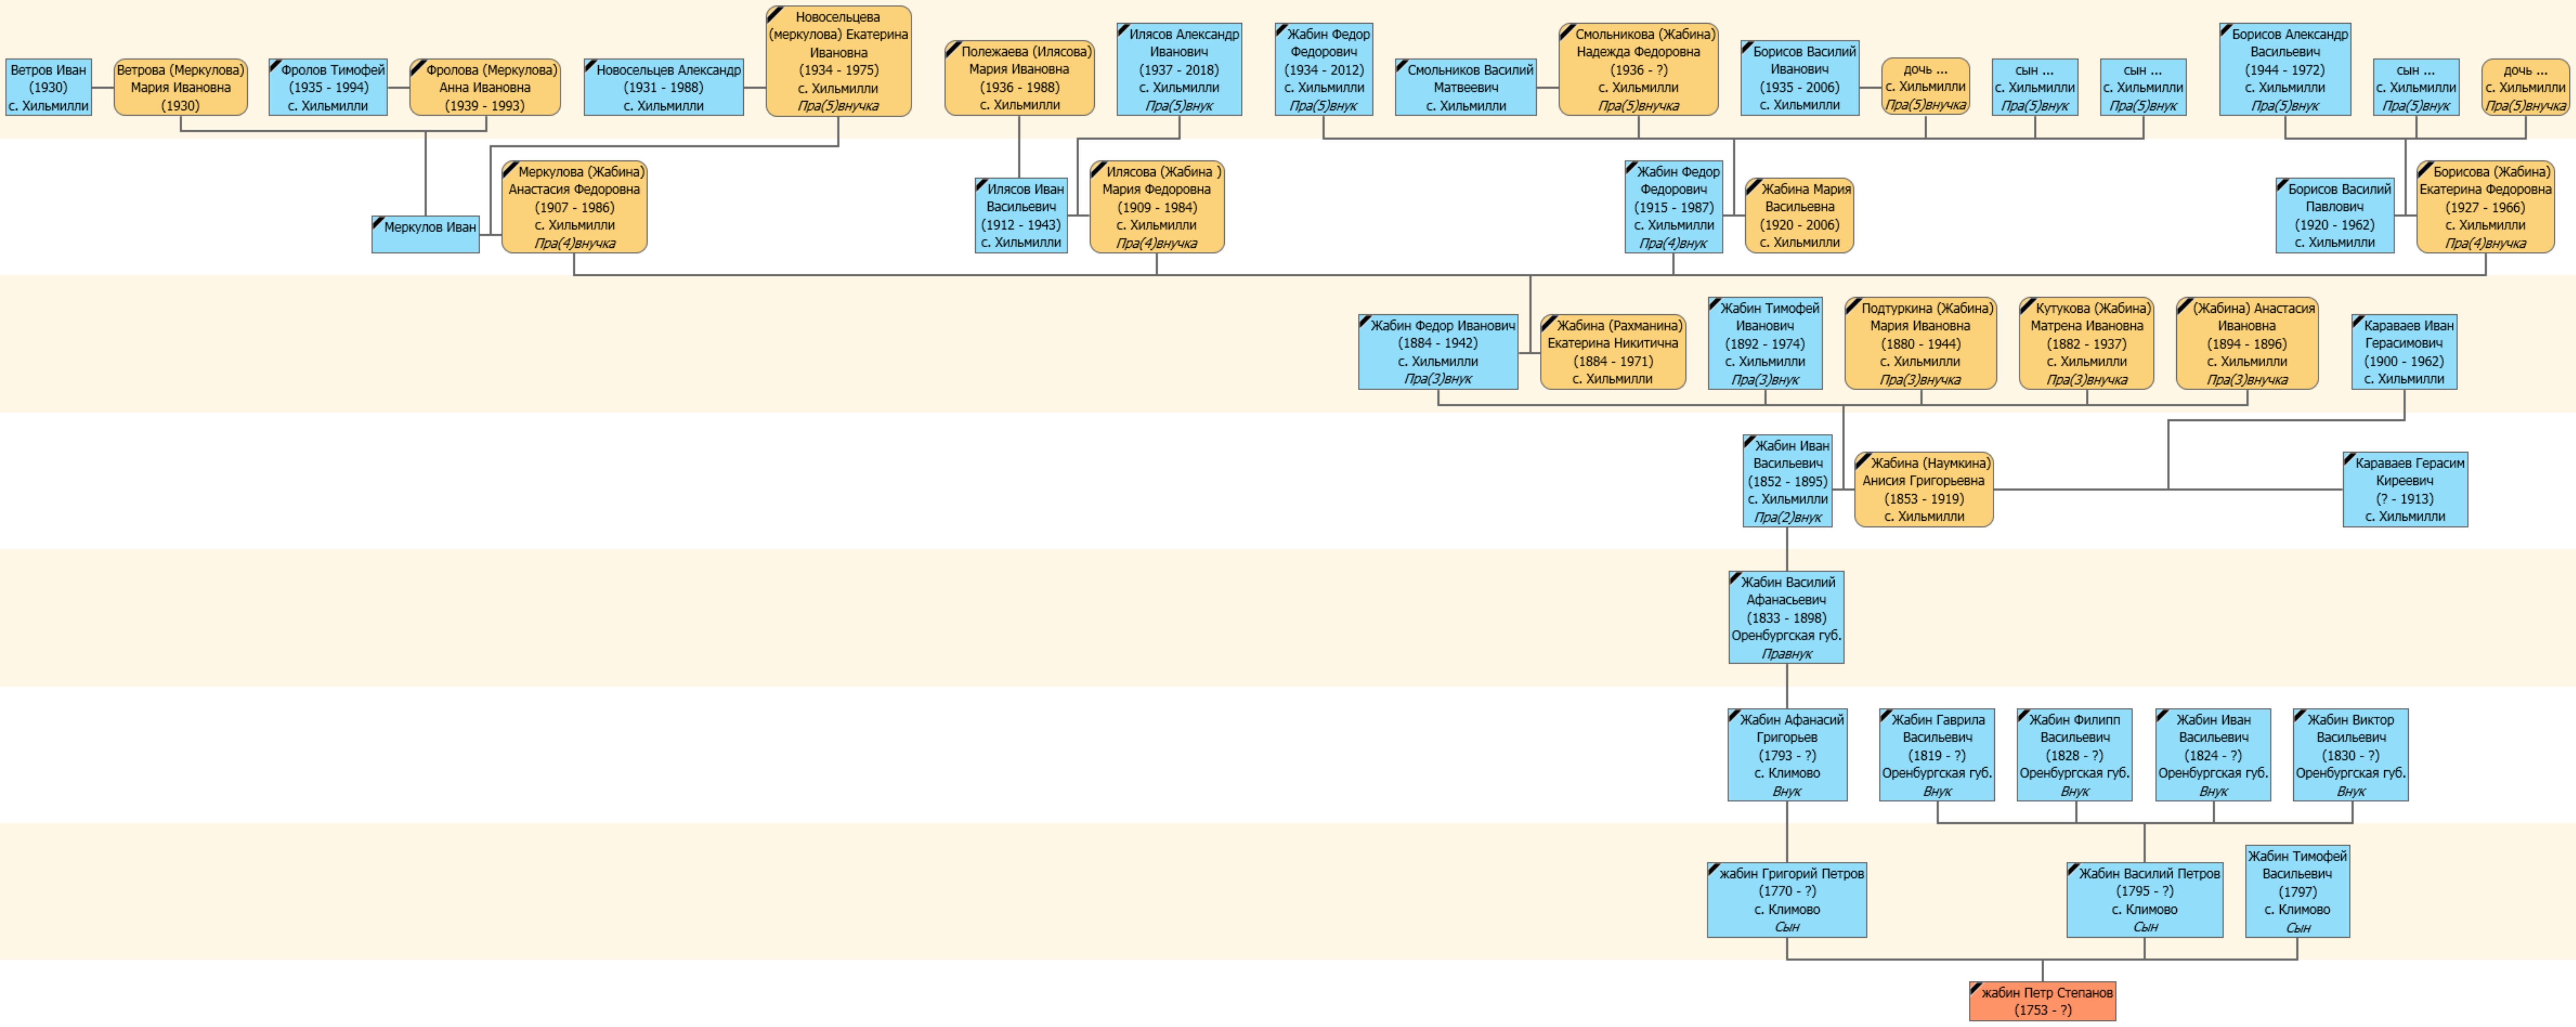 Ветров Иван
(1930)
с. Хильмилли
Ветрова (Меркулова)
Мария Ивановна
(1930)
Фролов Тимофей
(1935 - 1994)
с. Хильмилли
Фролова (Меркулова)
Анна Ивановна
(1939 - 1993)
Новосельцев Александр
(1931 - 1988)
с. Хильмилли
Новосельцева
(меркулова) Екатерина
Ивановна
(1934 - 1975)
с. Хильмилли
Пра(5)внучка
Полежаева (Илясова)
Мария Ивановна
(1936 - 1988)
с. Хильмилли
Илясов Александр
Иванович
(1937 - 2018)
с. Хильмилли
Пра(5)внук
Жабин Федор
Федорович
(1934 - 2012)
с. Хильмилли
Пра(5)внук
Смольников Василий
Матвеевич
с. Хильмилли
Смольникова (Жабина)
Надежда Федоровна
(1936 - ?)
с. Хильмилли
Пра(5)внучка
Борисов Василий
Иванович
(1935 - 2006)
с. Хильмилли
дочь ...
с. Хильмилли
Пра(5)внучка
сын ...
с. Хильмилли
Пра(5)внук
сын ...
с. Хильмилли
Пра(5)внук
Борисов Александр
Васильевич
(1944 - 1972)
с. Хильмилли
Пра(5)внук
сын ...
с. Хильмилли
Пра(5)внук
дочь ...
с. Хильмилли
Пра(5)внучка
Меркулов Иван
Меркулова (Жабина)
Анастасия Федоровна
(1907 - 1986)
с. Хильмилли
Пра(4)внучка
Илясов Иван
Васильевич
(1912 - 1943)
с. Хильмилли
Илясова (Жабина )
Мария Федоровна
(1909 - 1984)
с. Хильмилли
Пра(4)внучка
Жабин Федор
Федорович
(1915 - 1987)
с. Хильмилли
Пра(4)внук
Жабина Мария
Васильевна
(1920 - 2006)
с. Хильмилли
Борисов Василий
Павлович
(1920 - 1962)
с. Хильмилли
Борисова (Жабина)
Екатерина Федоровна
(1927 - 1966)
с. Хильмилли
Пра(4)внучка
Жабин Федор Иванович
(1884 - 1942)
с. Хильмилли
Пра(3)внук
Жабина (Рахманина)
Екатерина Никитична
(1884 - 1971)
с. Хильмилли
Жабин Тимофей
Иванович
(1892 - 1974)
с. Хильмилли
Пра(3)внук
Подтуркина (Жабина)
Мария Ивановна
(1880 - 1944)
с. Хильмилли
Пра(3)внучка
Кутукова (Жабина)
Матрена Ивановна
(1882 - 1937)
с. Хильмилли
Пра(3)внучка
(Жабина) Анастасия
Ивановна
(1894 - 1896)
с. Хильмилли
Пра(3)внучка
Караваев Иван
Герасимович
(1900 - 1962)
с. Хильмилли
Жабин Иван
Васильевич
(1852 - 1895)
с. Хильмилли
Пра(2)внук
Жабина (Наумкина)
Анисия Григорьевна
(1853 - 1919)
с. Хильмилли
Караваев Герасим
Киреевич
(? - 1913)
с. Хильмилли
Жабин Василий
Афанасьевич
(1833 - 1898)
Оренбургская губ.
Правнук
Жабин Афанасий
Григорьев
(1793 - ?)
с. Климово
Внук
Жабин Гаврила
Васильевич
(1819 - ?)
Оренбургская губ.
Внук
Жабин Филипп
Васильевич
(1828 - ?)
Оренбургская губ.
Внук
Жабин Иван
Васильевич
(1824 - ?)
Оренбургская губ.
Внук
Жабин Виктор
Васильевич
(1830 - ?)
Оренбургская губ.
Внук
жабин Григорий Петров
(1770 - ?)
с. Климово
Сын
Жабин Василий Петров
(1795 - ?)
с. Климово
Сын
Жабин Тимофей
Васильевич
(1797)
с. Климово
Сын
жабин Петр Степанов
(1753 - ?)